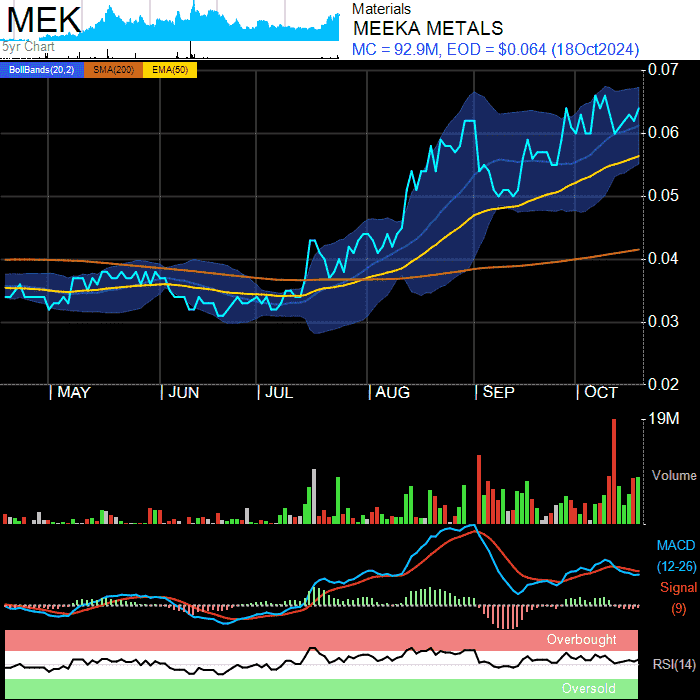 MEK
5yr Chart
Materials
MEEKA METALS
MC = 92.9M, EOD = $0.064 (18Oct2024)
BollBands(20,2) SMA(200) EMA(50)
0.07
0.06
0.05
0.04
0.03
0.02
MAY JUN JUL AUG SEP OCT
19M
Volume
MACD
(12-26)
Signal
(9)
Overbought
RSI(14)
Oversold